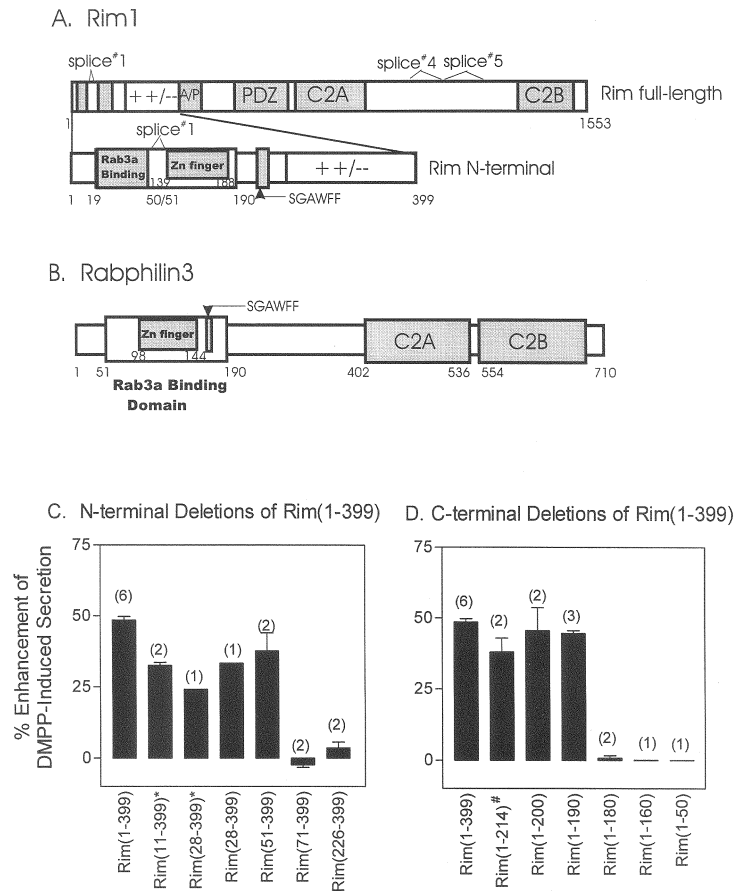 A. Rim1
splice#1 splice#4 splice#5
+ +/-- A/P PDZ C2A C2B Rim full-length
1 1553
splice#1
Rab3a Binding Zn finger + +/-- Rim N-terminal
139 188
1 19 50/51 190 SGAWFF 399
B. Rabphilin3
SGAWFF
Zn finger C2A C2B
98 144
1 51 190 402 536 554 710
Rab3a Binding
Domain
C. N-terminal Deletions of Rim(1-399)
% Enhancement of
DMPP-Induced Secretion
75
50
25
0
(6) (2) (1) (1) (2) (2) (2)
Rim(1-399)
Rim(11-399)*
Rim(28-399)*
Rim(28-399)
Rim(51-399)
Rim(71-399)
Rim(226-399)
D. C-terminal Deletions of Rim(1-399)
75
50
25
0
(6) (2) (2) (3) (2) (1) (1)
Rim(1-399)
Rim(1-214)#
Rim(1-200)
Rim(1-190)
Rim(1-180)
Rim(1-160)
Rim(1-50)